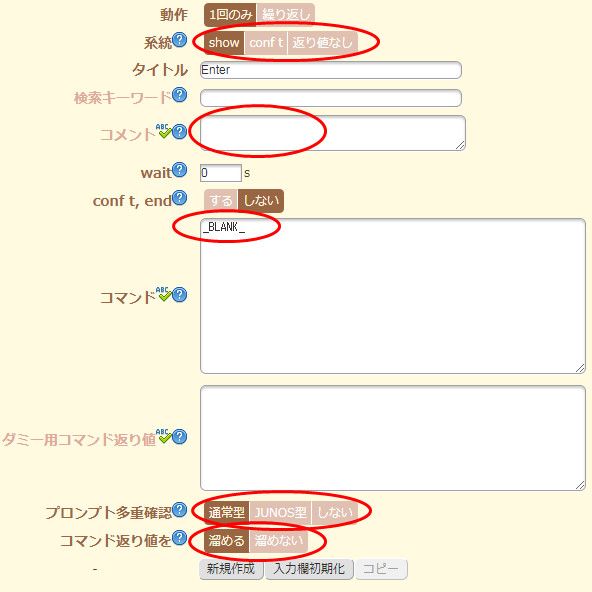 動作 1回のみ 繰り返し
系統 show conf t 返り値なし
タイトル Enter
検索キーワード
コメント ABC
wait 0 s
conf t, end する しない
_BLANK_
コマンド ABC
ダミー用コマンド返り値 ABC
プロンプト多重確認 通常型 JUNOS型 しない
コマンド返り値を 溜める 溜めない
- 新規作成 入力欄初期化 コピー